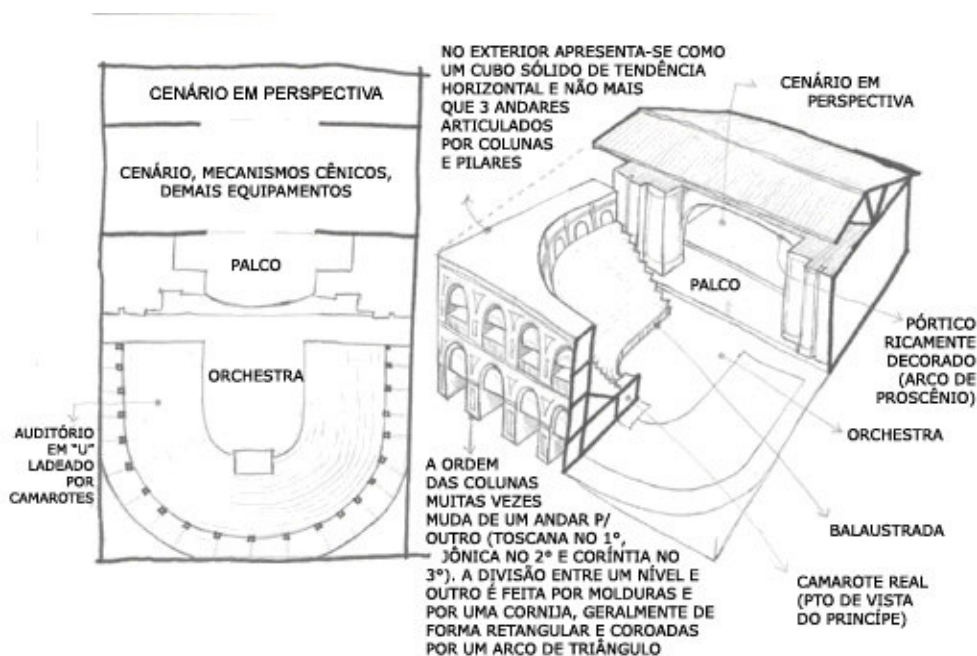 CENÁRIO EM PERSPECTIVA
CENÁRIO, MECANISMOS CÊNICOS,
DEMAIS EQUIPAMENTOS
PALCO
ORCHESTRA
AUDITÓRIO
EM "U"
LADEADO
POR
CAMAROTES
NO EXTERIOR APRESENTA-SE COMO
UM CUBO SÓLIDO DE TENDÊNCIA
HORIZONTAL E NÃO MAIS
QUE 3 ANDARES
ARTICULADOS
POR COLUNAS
E PILARES
CENÁRIO EM
PERSPECTIVA
PALCO
PÓRTICO
RICAMENTE
DECORADO
(ARCO DE
PROSCÊNIO)
ORCHESTRA
BALAUSTRADA
CAMAROTE REAL
(PTO DE VISTA
DO PRINCÍPE)
A ORDEM
DAS COLUNAS
MUITAS VEZES
MUDA DE UM ANDAR P/
OUTRO (TOSCANA NO 1º,
JÔNICA NO 2º E CORÍNTIA NO
3º). A DIVISÃO ENTRE UM NÍVEL E
OUTRO É FEITA POR MOLDURAS E
POR UMA CORNIJA, GERALMENTE DE
FORMA RETANGULAR E COROADAS
POR UM ARCO DE TRIÂNGULO